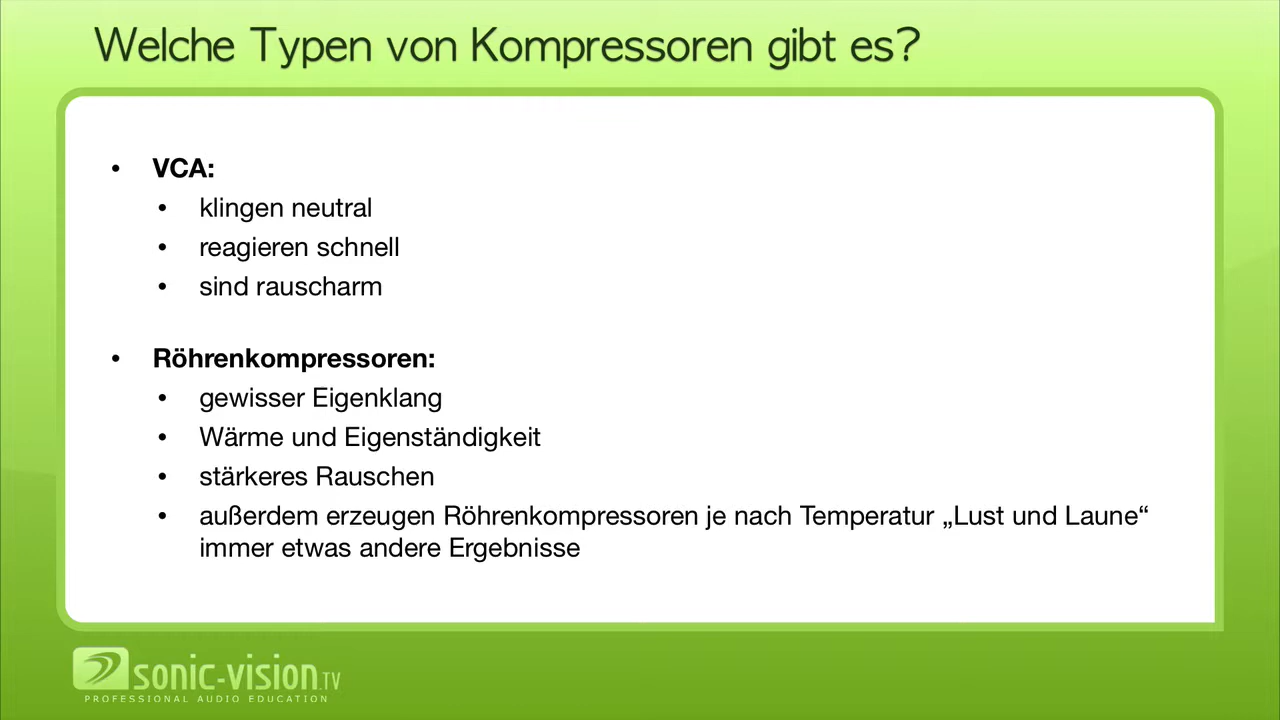 Welche Typen von Kompressoren gibt es?
• VCA:
• klingen neutral
• reagieren schnell
• sind rauscharm
• Röhrenkompressoren:
• gewisser Eigenklang
• Wärme und Eigenständigkeit
• stärkeres Rauschen
• außerdem erzeugen Röhrenkompressoren je nach Temperatur „Lust und Laune“
immer etwas andere Ergebnisse
sonic-vision.TV
PROFESSIONAL AUDIO EDUCATION